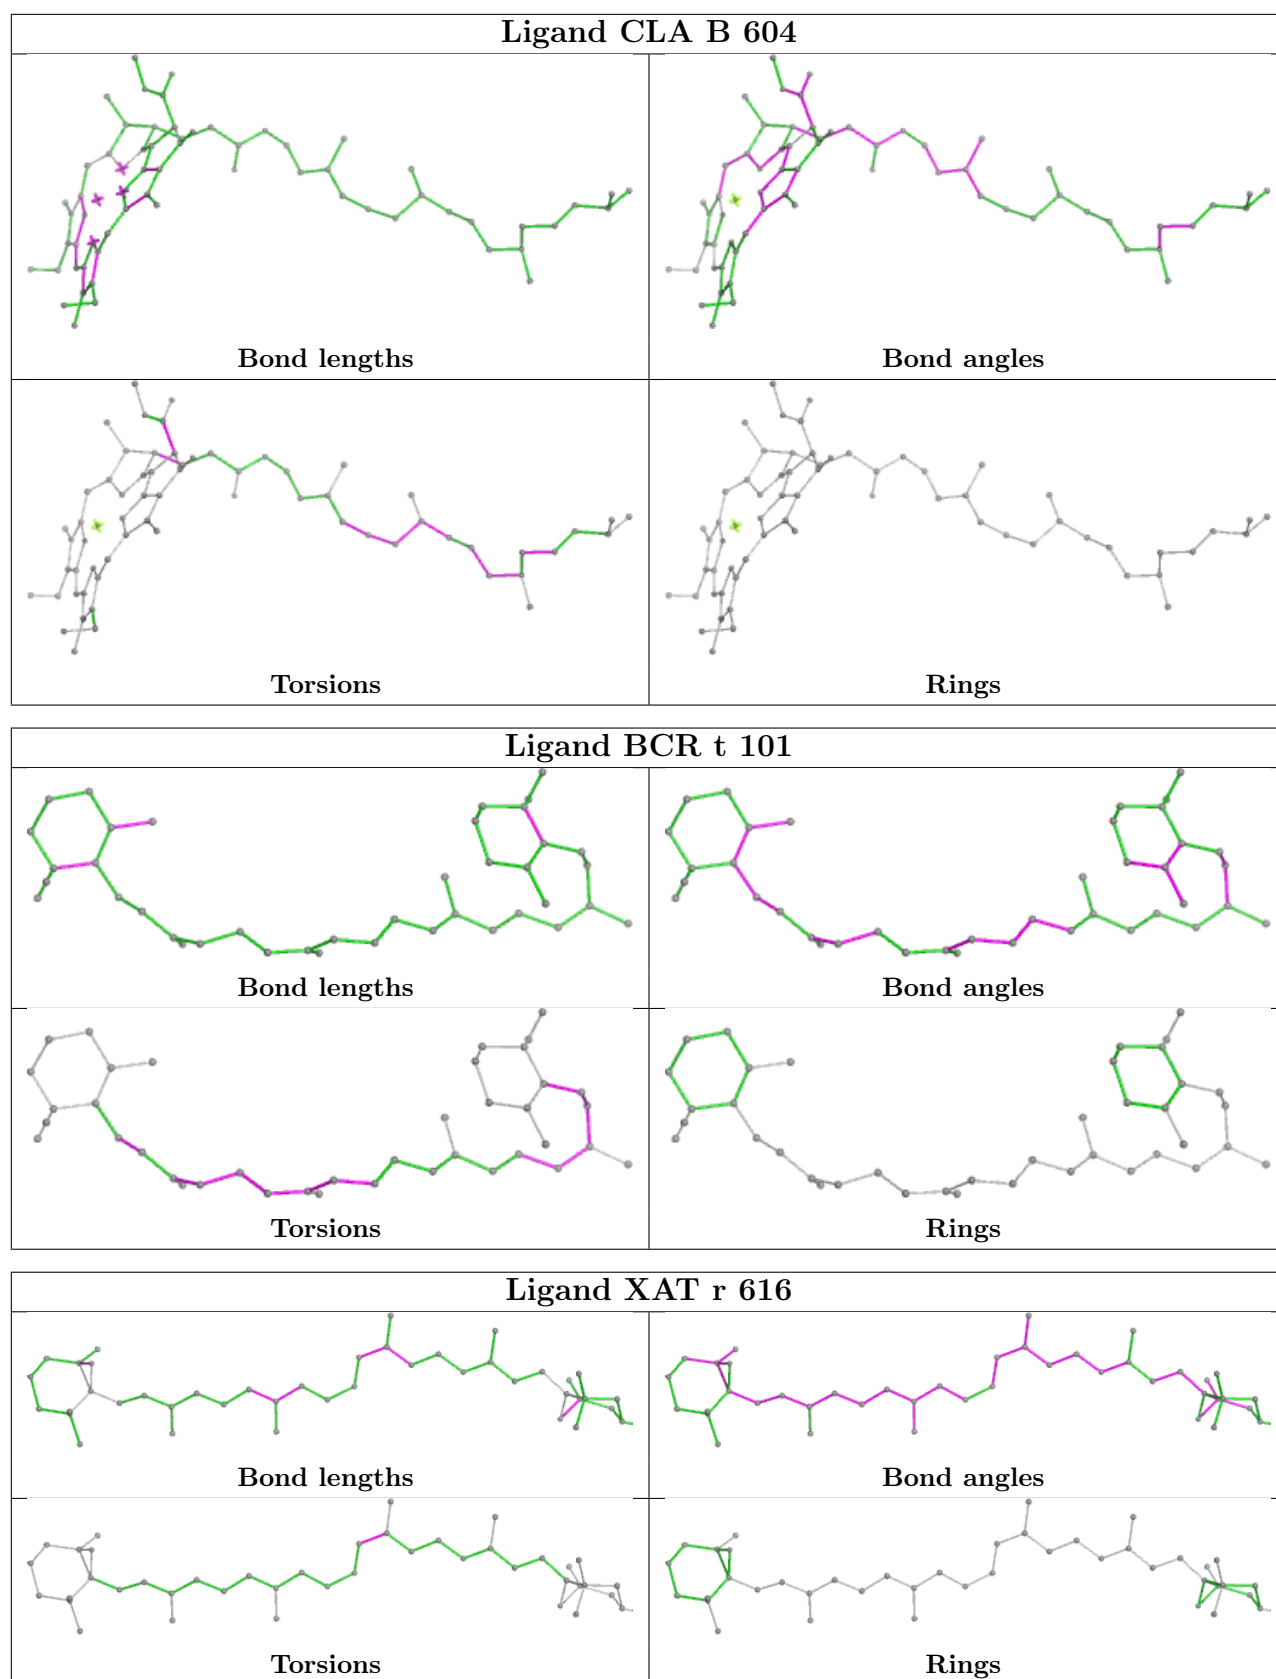 Ligand CLA B 604
Bond lengths
Bond angles
Torsions
Rings
Ligand BCR t 101
Bond lengths
Bond angles
Torsions
Rings
Ligand XAT r 616
Bond lengths
Bond angles
Torsions
Rings